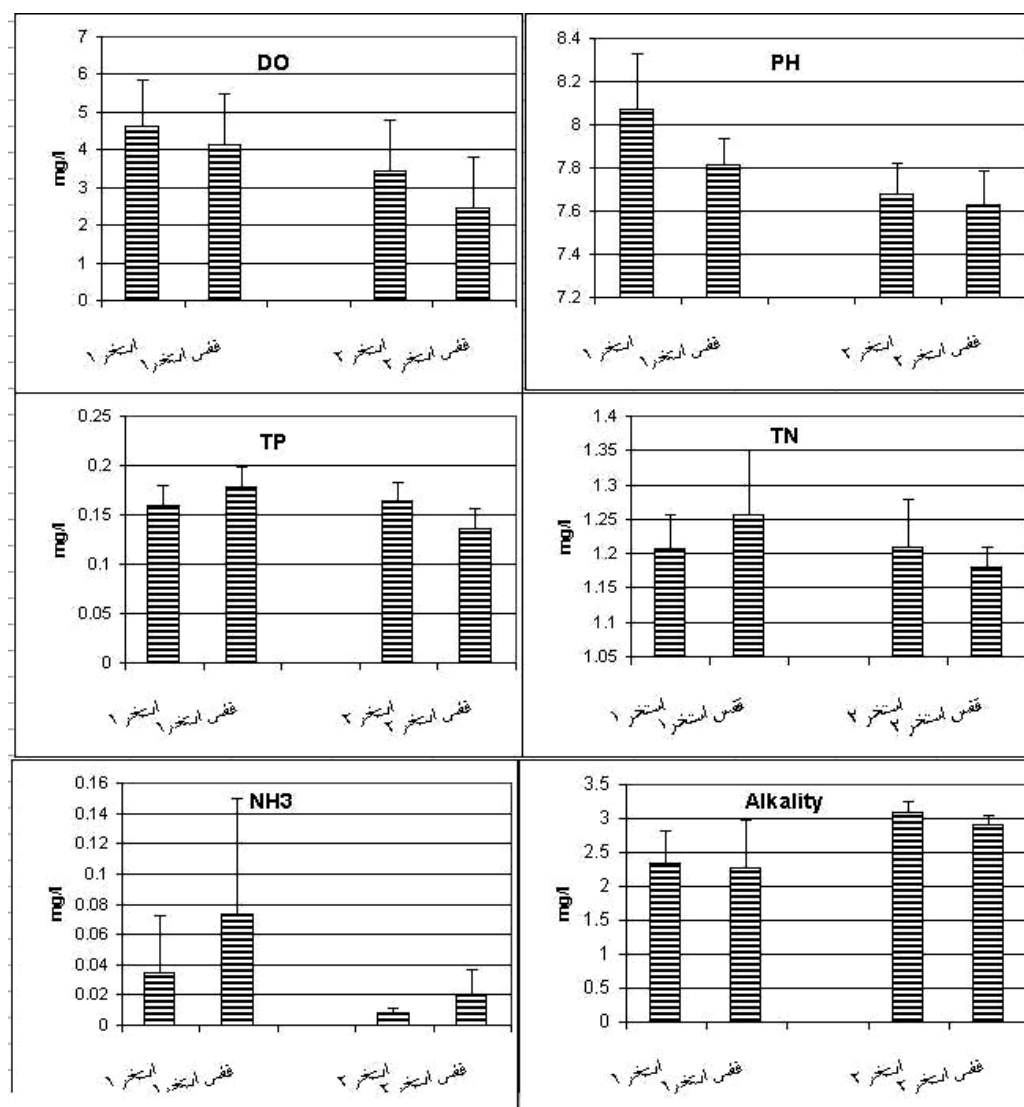 DO
7
6
5
4
3
2
1
0
mg/l
استخر ۱
قفس استخر ۱
استخر ۲
قفس استخر ۲
PH
8.4
8.2
8
7.8
7.6
7.4
7.2
استخر ۱
قفس استخر ۱
استخر ۲
قفس استخر ۲
TP
0.25
0.2
0.15
0.1
0.05
0
mg/l
استخر ۱
قفس استخر ۱
استخر ۲
قفس استخر ۲
TN
1.4
1.35
1.3
1.25
1.2
1.15
1.1
1.05
mg/l
استخر ۱
قفس استخر ۱
استخر ۲
قفس استخر ۲
NH3
0.16
0.14
0.12
0.1
0.08
0.06
0.04
0.02
0
mg/l
استخر ۱
قفس استخر ۱
استخر ۲
قفس استخر ۲
Alkality
3.5
3
2.5
2
1.5
1
0.5
0
mg/l
استخر ۱
قفس استخر ۱
استخر ۲
قفس استخر ۲